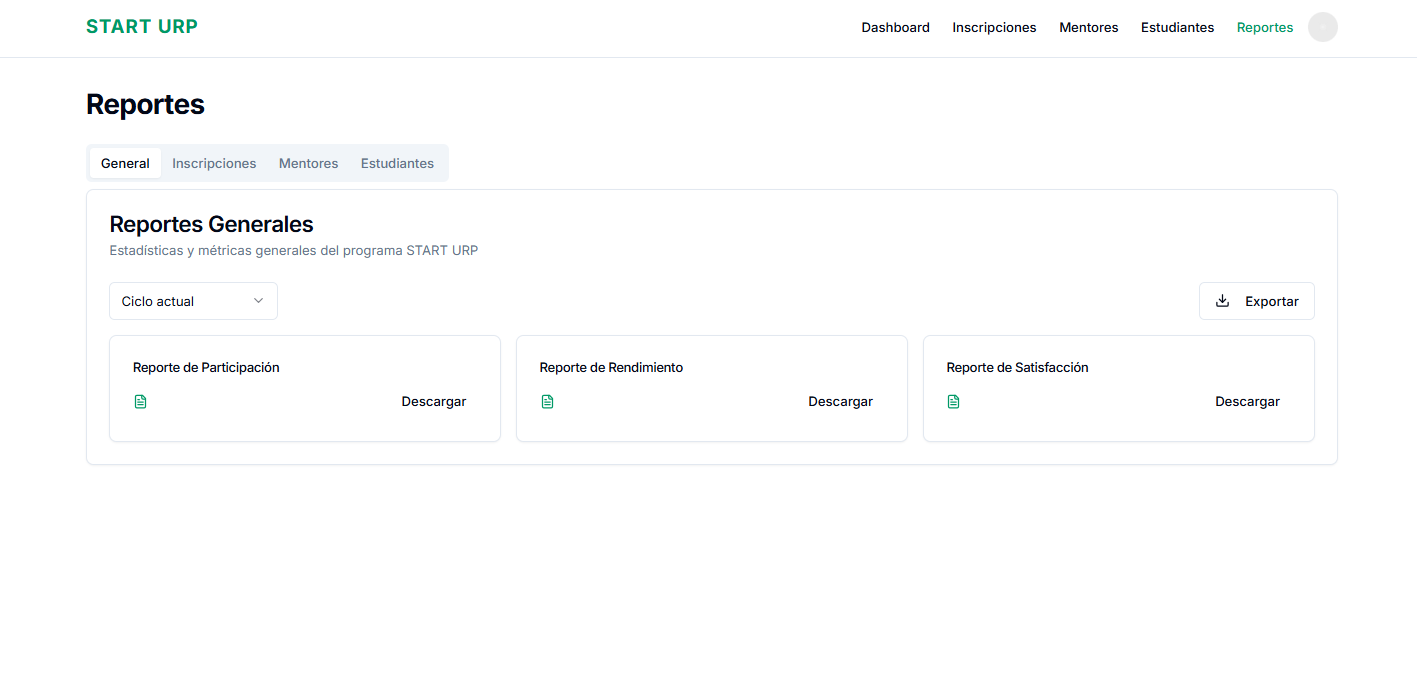 START URP
Dashboard Inscripciones Mentores Estudiantes Reportes
Reportes
General Inscripciones Mentores Estudiantes
Reportes Generales
Estadísticas y métricas generales del programa START URP
Ciclo actual
Exportar
Reporte de Participación
Descargar
Reporte de Rendimiento
Descargar
Reporte de Satisfacción
Descargar